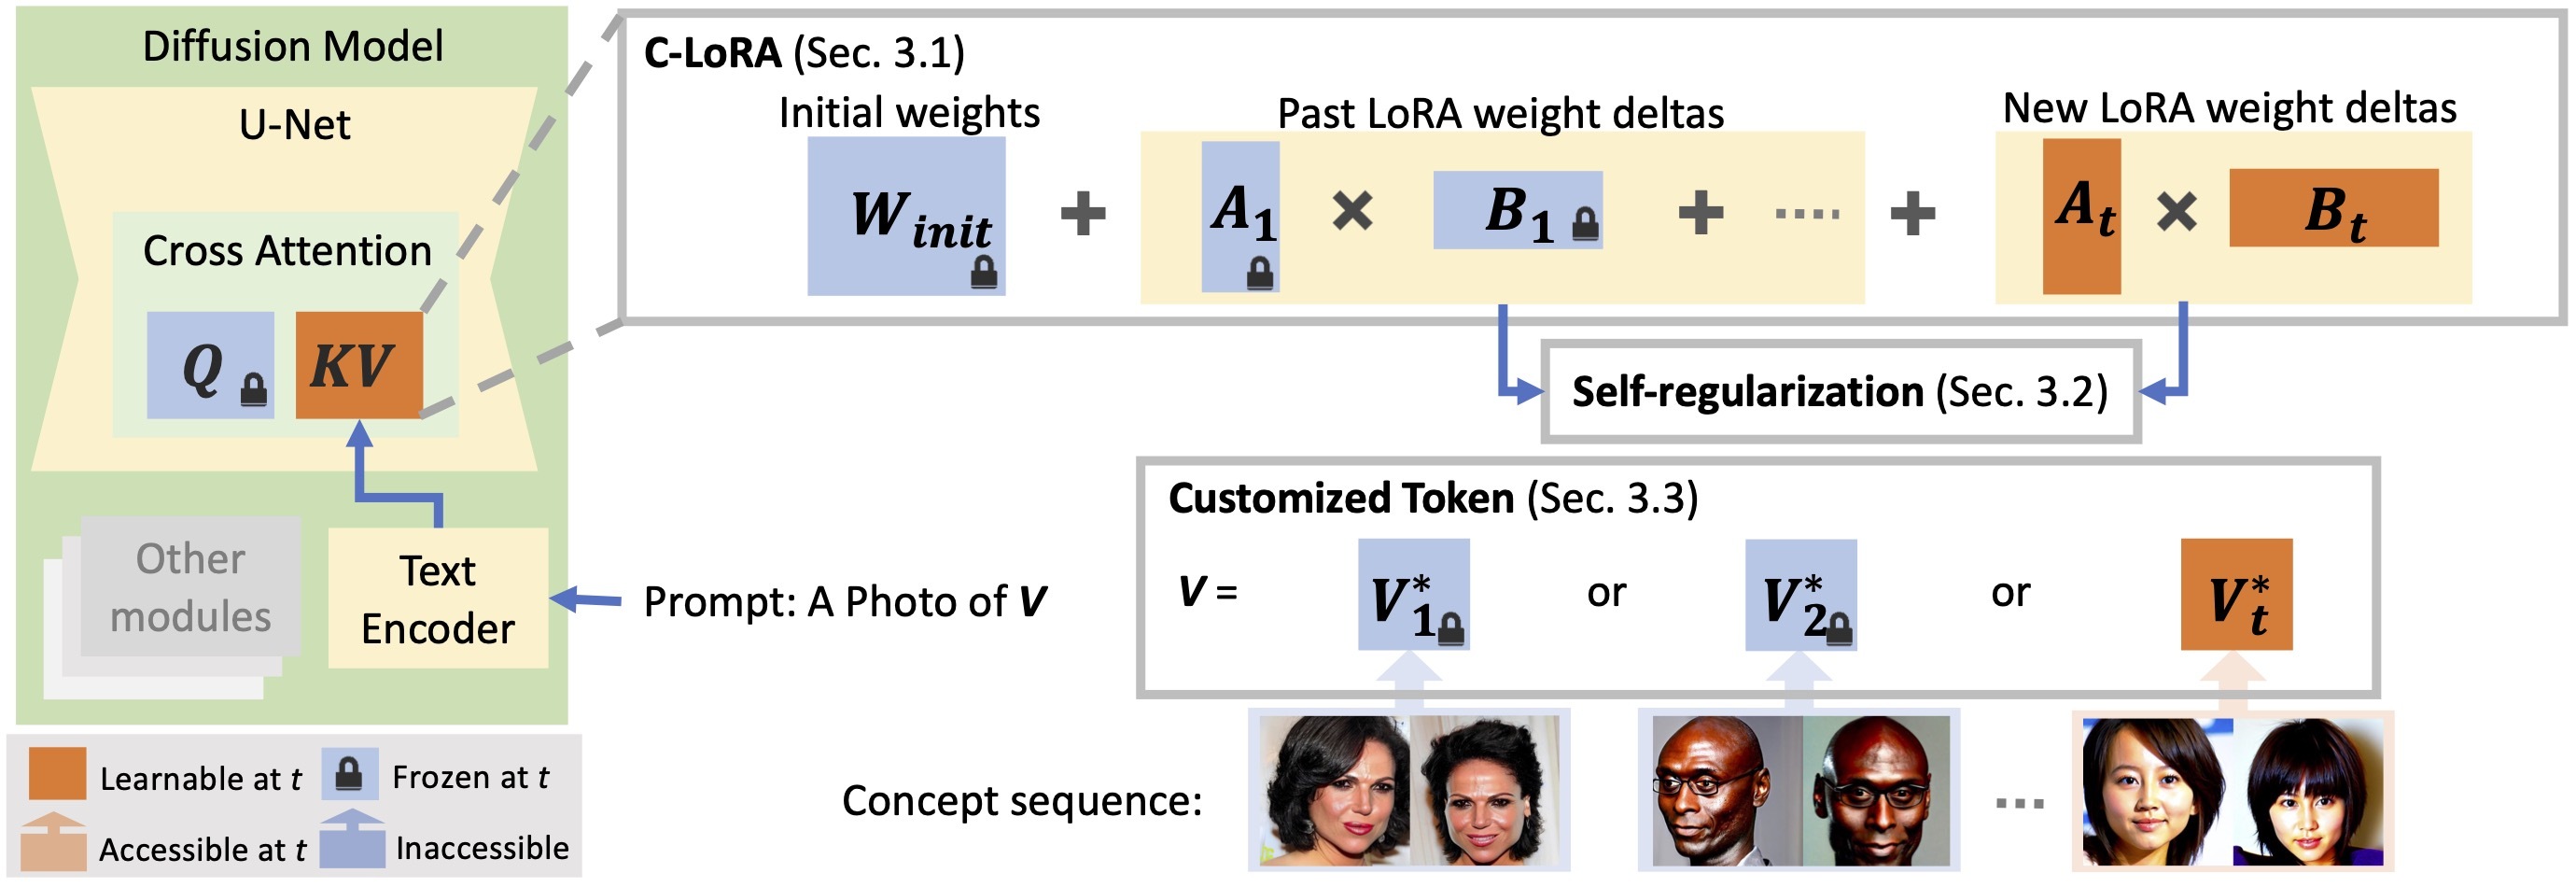 Diffusion Model
U-Net
Cross Attention
Q KV
Other
modules
Text
Encoder
Learnable at t
Frozen at t
Accessible at t
Inaccessible
C-LoRA (Sec. 3.1)
Initial weights
Past LoRA weight deltas
New LoRA weight deltas
W_init + A_1 × B_1 + ···· + A_t × B_t
Self-regularization (Sec. 3.2)
Customized Token (Sec. 3.3)
Prompt: A Photo of V
V = V_1^* or V_2^* or V_t^*
Concept sequence: ...